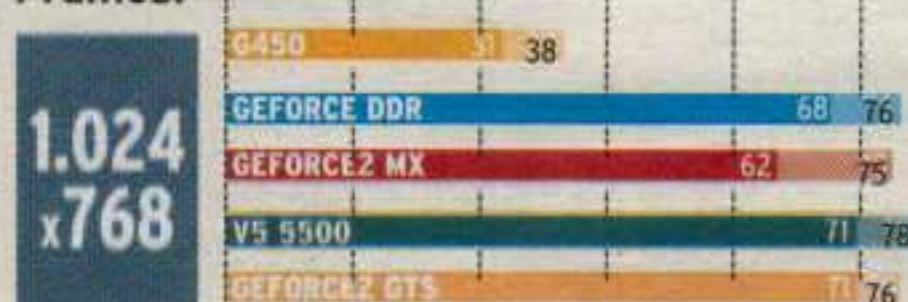 1.024
x768
G450 31 38
GEFORCE DDR 68 76
GEFORCE2 MX 62 75
V5 5500 71 78
GEFORCE2 GTS 71 76